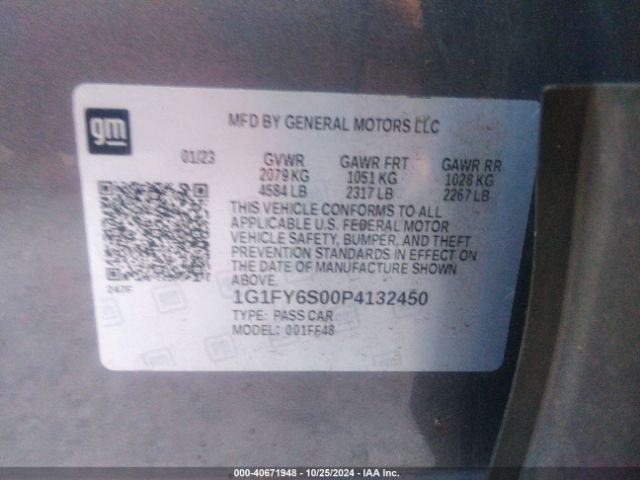 gm
MFD BY GENERAL MOTORS LLC
01/23 GVWR GAWR FRT GAWR RR
2079 KG 1051 KG 1028 KG
4584 LB 2317 LB 2267 LB
THIS VEHICLE CONFORMS TO ALL
APPLICABLE U.S. FEDERAL MOTOR
VEHICLE SAFETY, BUMPER, AND THEFT
PREVENTION STANDARDS IN EFFECT ON
THE DATE OF MANUFACTURE SHOWN
ABOVE.
247F
1G1FY6S00P4132450
TYPE: PASS CAR
MODEL: 001FF48
000-40671948 - 10/25/2024 - IAA Inc.